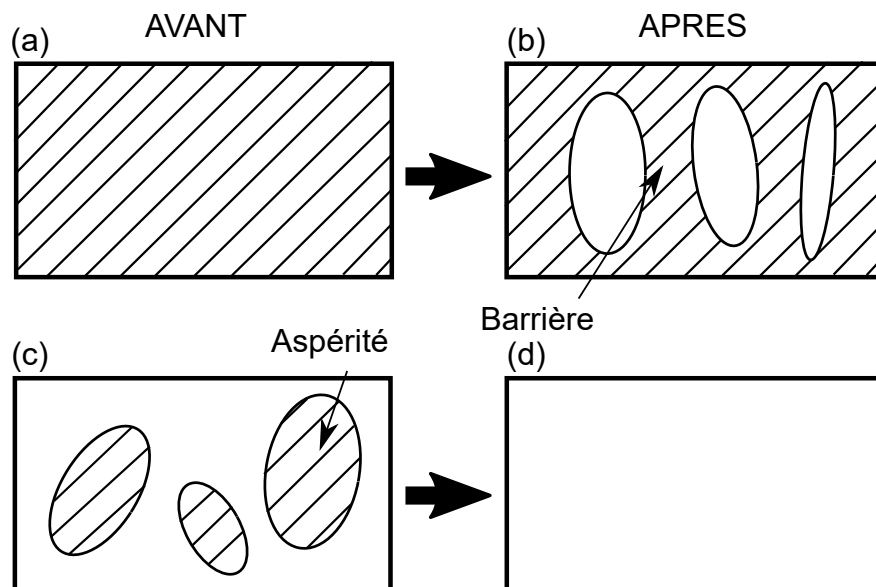 AVANT
APRES
(a)
(b)
Barrière
Aspérité
(c)
(d)